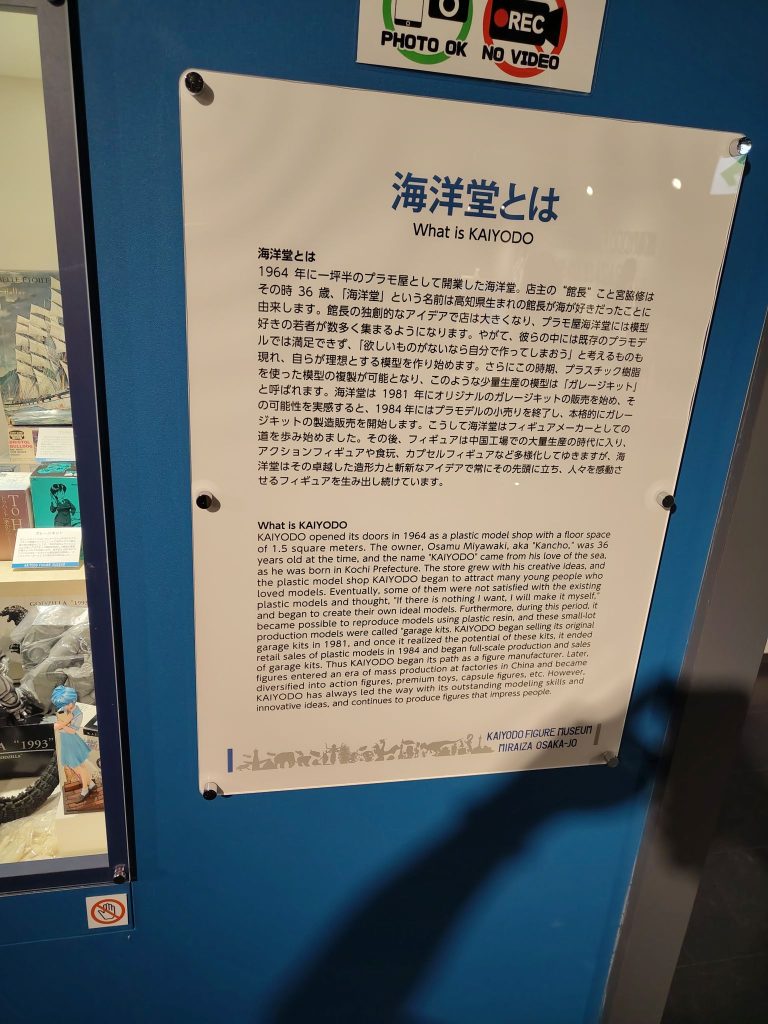 PHOTO OK
REC
NO VIDEO
海洋堂とは
What is KAIYODO
海洋堂とは
1964 年に一坪半のプラモ屋として開業した海洋堂。店主の“館長”こと宮脇修は
その時 36 歳、「海洋堂」という名前は高知県生まれの館長が海が好きだったことに
由来します。館長の独創的なアイデアで店は大きくなり、プラモ屋海洋堂には模型
好きの若者が数多く集まるようになります。やがて、彼らの中には既存のプラモデ
ルでは満足できず、「欲しいものがないなら自分で作ってしまおう」と考えるものも
現れ、自らが理想とする模型を作り始めます。さらにこの時期、プラスチック樹脂
を使った模型の複製が可能となり、このような少量生産の模型は「ガレージキット」
と呼ばれます。海洋堂は 1981 年にオリジナルのガレージキットの販売を始め、そ
の可能性を実感すると、1984年にはプラモデルの小売りを終了し、本格的にガレー
ジキットの製造販売を開始します。こうして海洋堂はフィギュアメーカーとしての
道を歩み始めました。その後、フィギュアは中国工場での大量生産の時代に入り、
アクションフィギュアや食玩、カプセルフィギュアなど多様化してゆきますが、海
洋堂はその卓越した造形力と斬新なアイデアで常にその先頭に立ち、人々を感動さ
せるフィギュアを生み出し続けています。
What is KAIYODO
KAIYODO opened its doors in 1964 as a plastic model shop with a floor space
of 1.5 square meters. The owner, Osamu Miyawaki, aka "Kancho," was 36
years old at the time, and the name "KAIYODO" came from his love of the sea,
as he was born in Kochi Prefecture. The store grew with his creative ideas, and
the plastic model shop KAIYODO began to attract many young people who
loved models. Eventually, some of them were not satisfied with the existing
plastic models and thought, "If there is nothing I want, I will make it myself,"
and began to create their own ideal models. Furthermore, during this period, it
became possible to reproduce models using plastic resin, and these small-lot
production models were called "garage kits. KAIYODO began selling its original
garage kits in 1981, and once it realized the potential of these kits, it ended
retail sales of plastic models in 1984 and began full-scale production and sales
of garage kits. Thus KAIYODO began its path as a figure manufacturer. Later,
figures entered an era of mass production at factories in China and became
diversified into action figures, premium toys, capsule figures, etc. However,
KAIYODO has always led the way with its outstanding modeling skills and
innovative ideas, and continues to produce figures that impress people.
KAIYODO FIGURE MUSEUM
MIRAIZA OSAKA-JO
BELLE ETOILE
BRISTOL
BULLDOG
ガレージキット
GODZILLA "1993"
"1993"